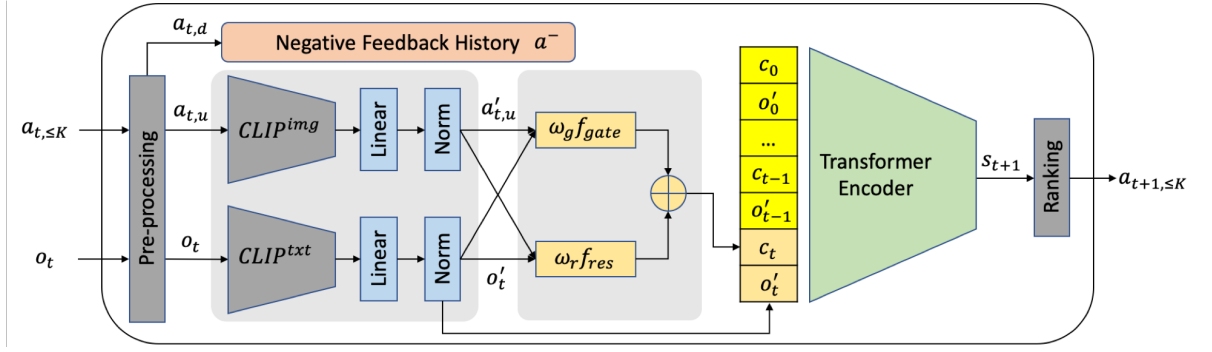 a_{t,d}
Negative Feedback History a^-
a_{t,≤K}
o_t
Pre-processing
a_{t,u}
o_t
CLIP^{img}
CLIP^{txt}
Linear
Norm
Linear
Norm
a'_{t,u}
o'_t
ω_g f_{gate}
ω_r f_{res}
c_0
o'_0
...
c_{t-1}
o'_{t-1}
c_t
o'_t
Transformer
Encoder
s_{t+1}
Ranking
a_{t+1,≤K}